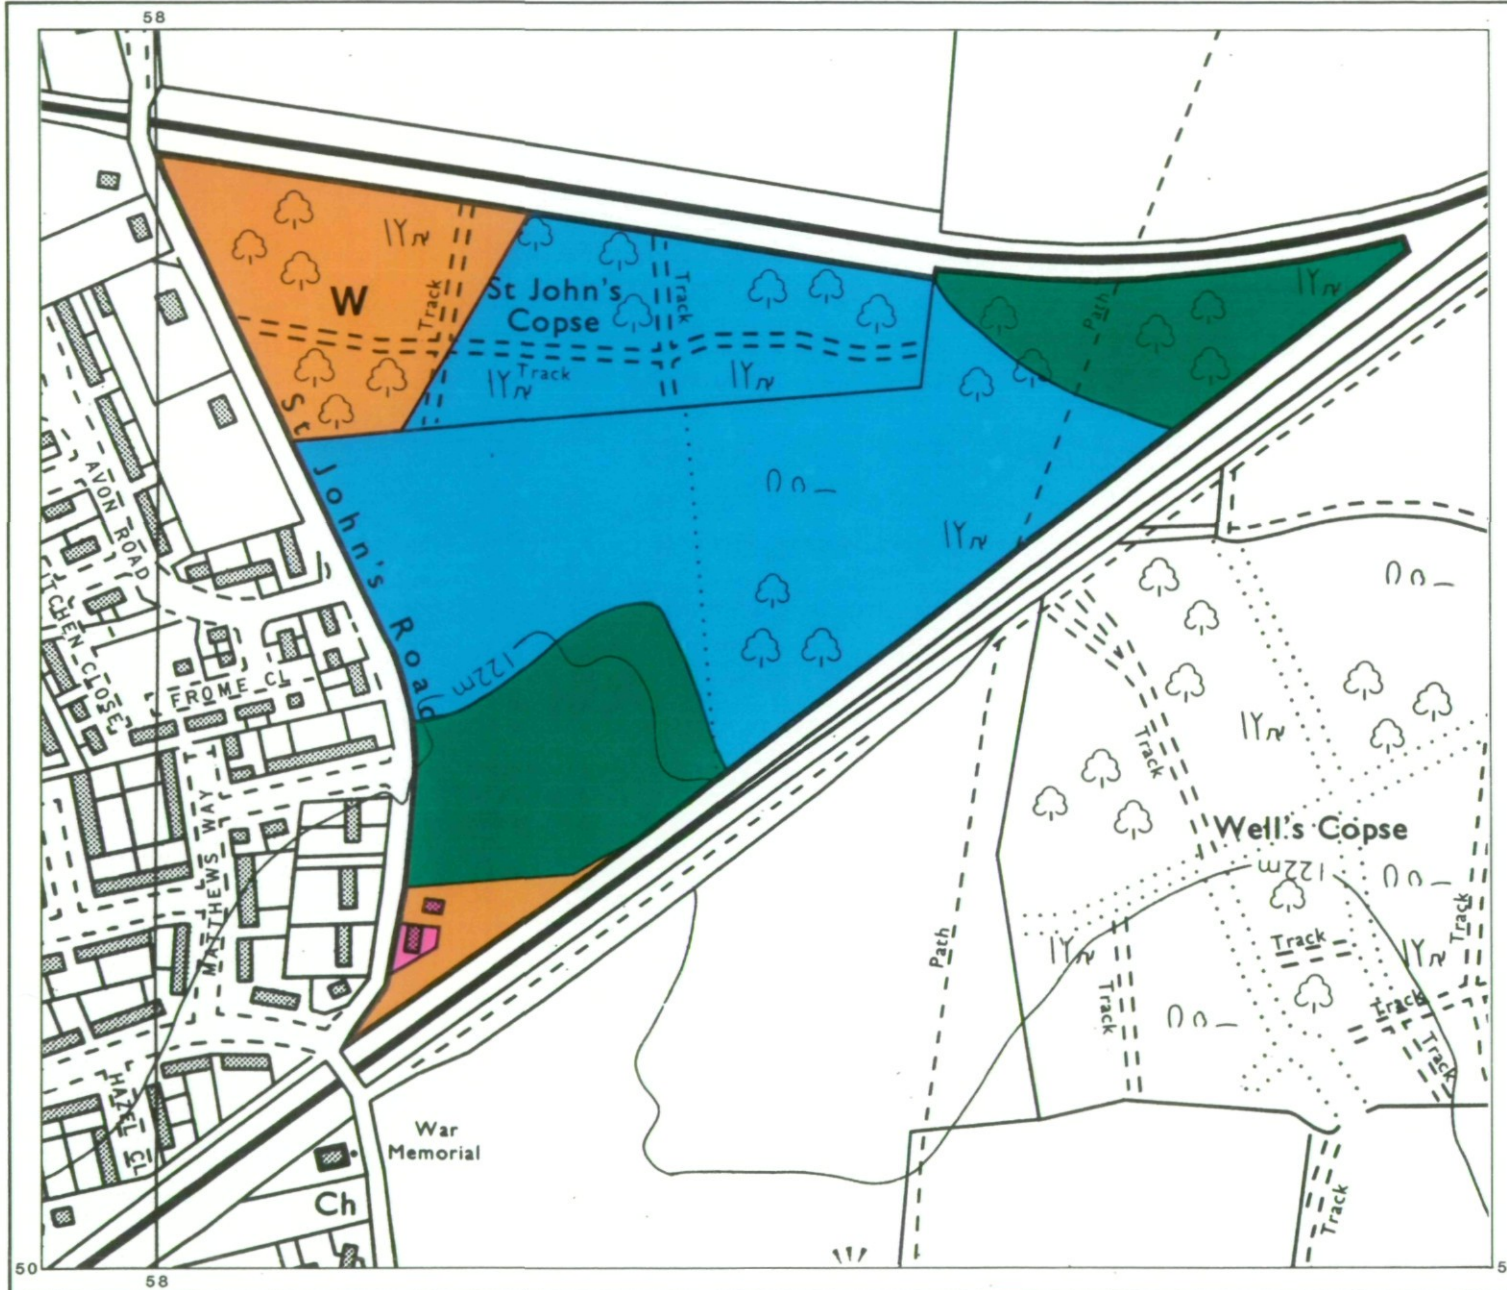 58
W
Track
St John's
Copse
Track
Track
Path
St John's Road
122m
AVON ROAD
ITCHEN CLOSE
FROME CL
MATTHEWS WAY
HAZEL CL
Track
Well's Copse
122m
Track
Track
Track
Track
Track
Track
Path
War
Memorial
Ch
50
58
5